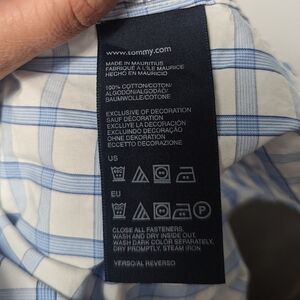 www.tommy.com
MADE IN MAURITIUS
FABRIQUÉ A L'ILE MAURICE
HECHO EN MAURICIO
100% COTTON/COTON/
ALGODON/ALGODÃO/
BAUMWOLLE/COTONE
EXCLUSIVE OF DECORATION
SAUF DECORATION
EXCLUYE LA DECORACIÓN
EXCLUINDO DECORAÇÃO
OHNE DEKORATION
ECCETTO DECORAZIONE
US
EU
P
CLOSE ALL FASTENERS,
WASH AND DRY INSIDE OUT.
WASH DARK COLOR SEPARATELY.
DRY PROMPTLY, STEAM IRON
VERSO/AL REVERSO